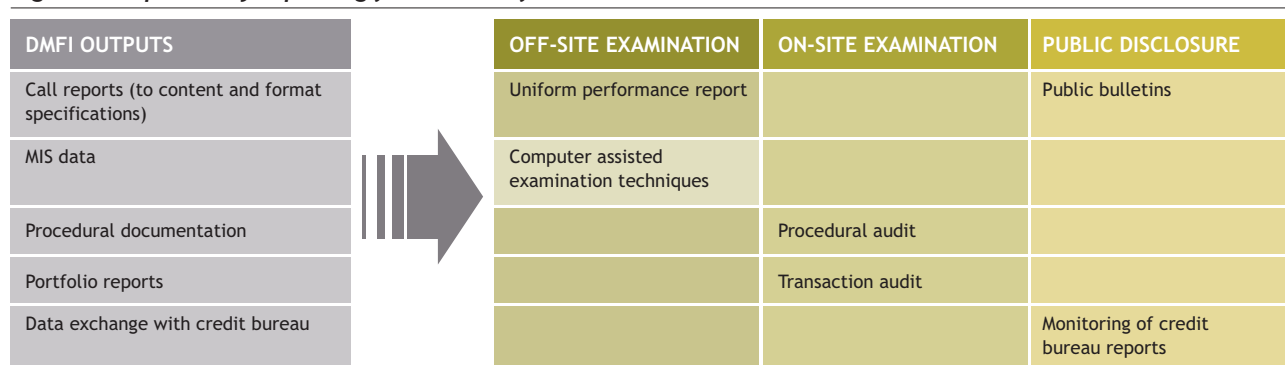 DMFI OUTPUTS
OFF-SITE EXAMINATION
ON-SITE EXAMINATION
PUBLIC DISCLOSURE
Call reports (to content and format
specifications)
Uniform performance report
Public bulletins
MIS data
Computer assisted
examination techniques
Procedural documentation
Procedural audit
Portfolio reports
Transaction audit
Data exchange with credit bureau
Monitoring of credit
bureau reports